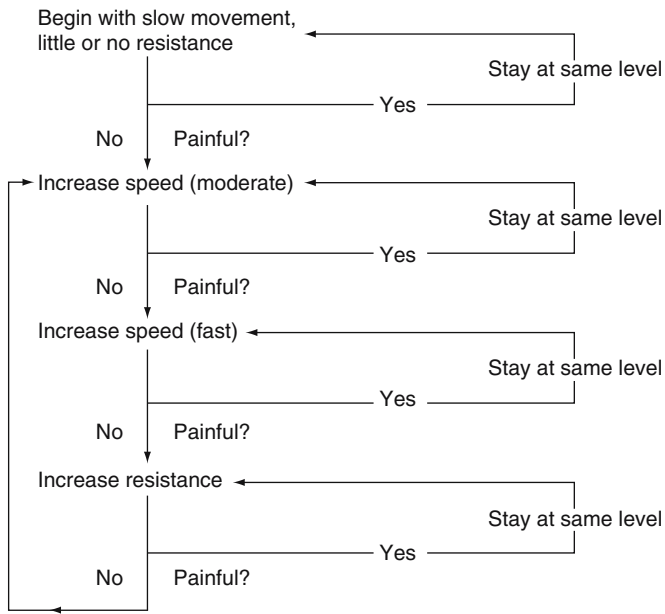 Begin with slow movement,
little or no resistance
Stay at same level
Yes
No Painful?
Increase speed (moderate)
Stay at same level
Yes
No Painful?
Increase speed (fast)
Stay at same level
Yes
No Painful?
Increase resistance
Stay at same level
Yes
No Painful?